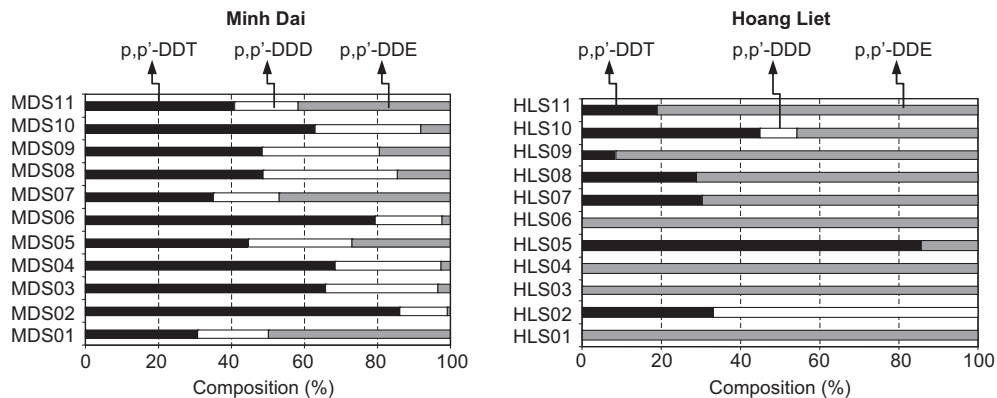 Minh Dai
p,p'-DDT p,p'-DDD p,p'-DDE
MDS11
MDS10
MDS09
MDS08
MDS07
MDS06
MDS05
MDS04
MDS03
MDS02
MDS01
0 20 40 60 80 100
Composition (%)
Hoang Liet
p,p'-DDT p,p'-DDD p,p'-DDE
HLS11
HLS10
HLS09
HLS08
HLS07
HLS06
HLS05
HLS04
HLS03
HLS02
HLS01
0 20 40 60 80 100
Composition (%)